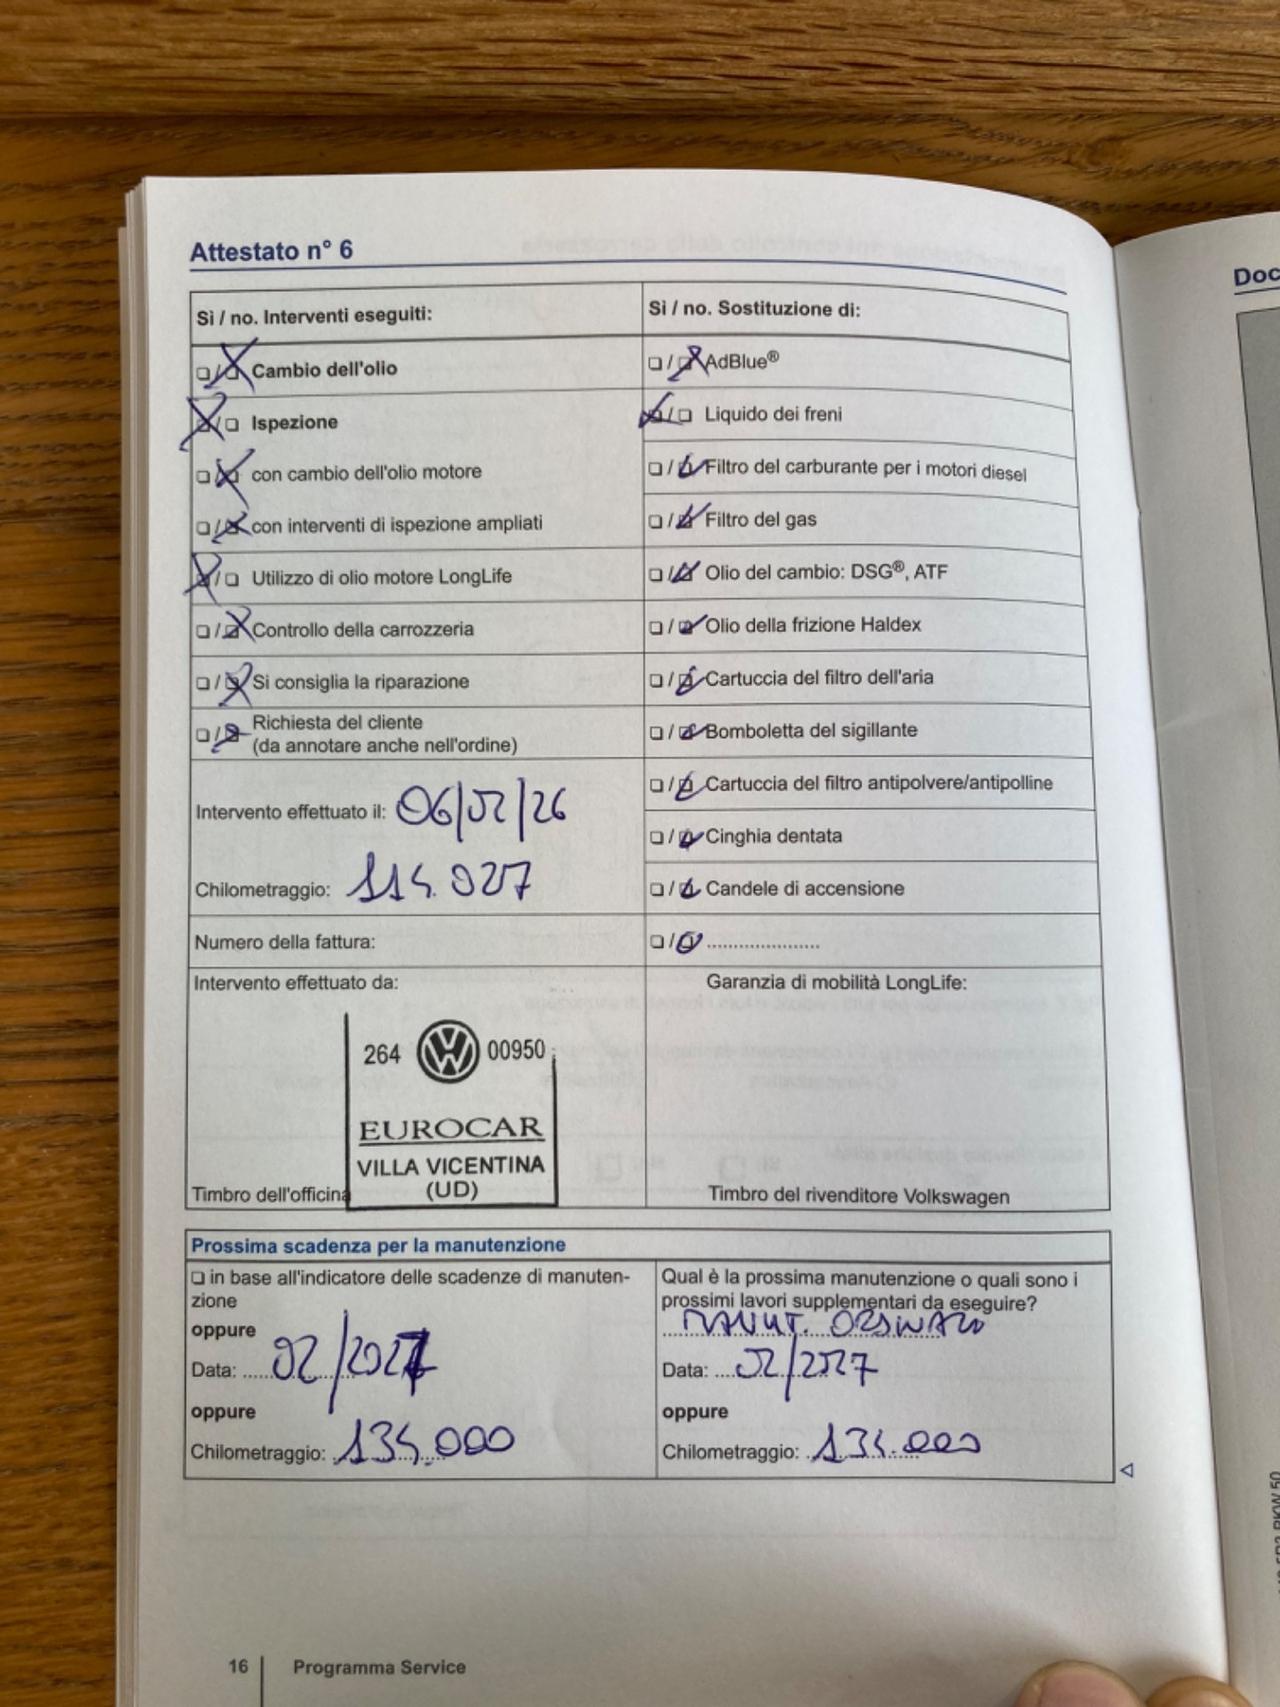 Attestato n° 6
Doc
Sì / no. Interventi eseguiti:
Sì / no. Sostituzione di:
❏/❏ Cambio dell'olio
❏/❏ AdBlue®
❏/❏ Ispezione
❏/❏ Liquido dei freni
❏/❏ con cambio dell'olio motore
❏/❏ Filtro del carburante per i motori diesel
❏/❏ con interventi di ispezione ampliati
❏/❏ Filtro del gas
❏/❏ Utilizzo di olio motore LongLife
❏/❏ Olio del cambio: DSG®, ATF
❏/❏ Controllo della carrozzeria
❏/❏ Olio della frizione Haldex
❏/❏ Si consiglia la riparazione
❏/❏ Cartuccia del filtro dell'aria
❏/❏ Richiesta del cliente
(da annotare anche nell'ordine)
❏/❏ Bomboletta del sigillante
❏/❏ Cartuccia del filtro antipolvere/antipolline
Intervento effettuato il: 06/02/26
❏/❏ Cinghia dentata
Chilometraggio: 114.027
❏/❏ Candele di accensione
Numero della fattura:
❏/❏ ......................
Intervento effettuato da:
Garanzia di mobilità LongLife:
264 VW 00950
EUROCAR
VILLA VICENTINA
(UD)
Timbro dell'officina
Timbro del rivenditore Volkswagen
Prossima scadenza per la manutenzione
❏ in base all'indicatore delle scadenze di manuten-
zione
oppure
Data: 02/2027
oppure
Chilometraggio: 134.000
Qual è la prossima manutenzione o quali sono i
prossimi lavori supplementari da eseguire?
MANUT.
Data: 02/2027
oppure
Chilometraggio: 134.000
16
Programma Service